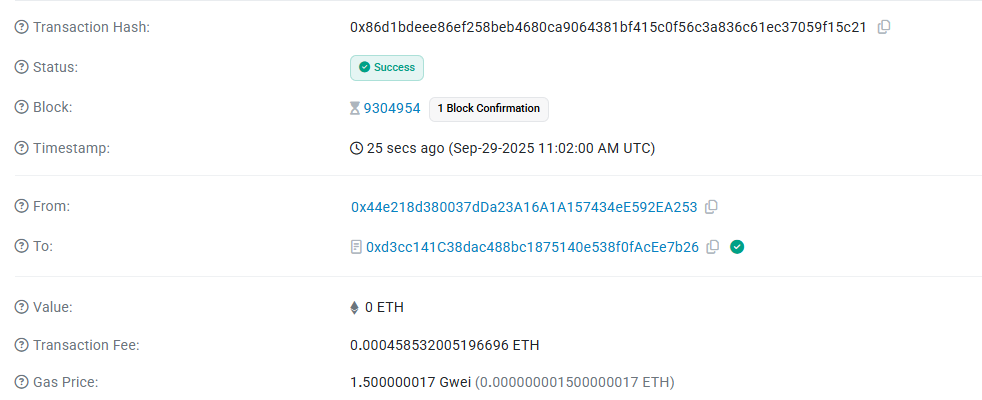 Transaction Hash: 0x86d1bdeee86ef258beb4680ca9064381bf415c0f56c3a836c61ec37059f15c21
Status: Success
Block: 9304954 1 Block Confirmation
Timestamp: 25 secs ago (Sep-29-2025 11:02:00 AM UTC)
From: 0x44e218d380037dDa23A16A1A157434eE592EA253
To: 0xd3cc141C38dac488bc1875140e538f0fAcEe7b26
Value: 0 ETH
Transaction Fee: 0.000458532005196696 ETH
Gas Price: 1.500000017 Gwei (0.000000001500000017 ETH)